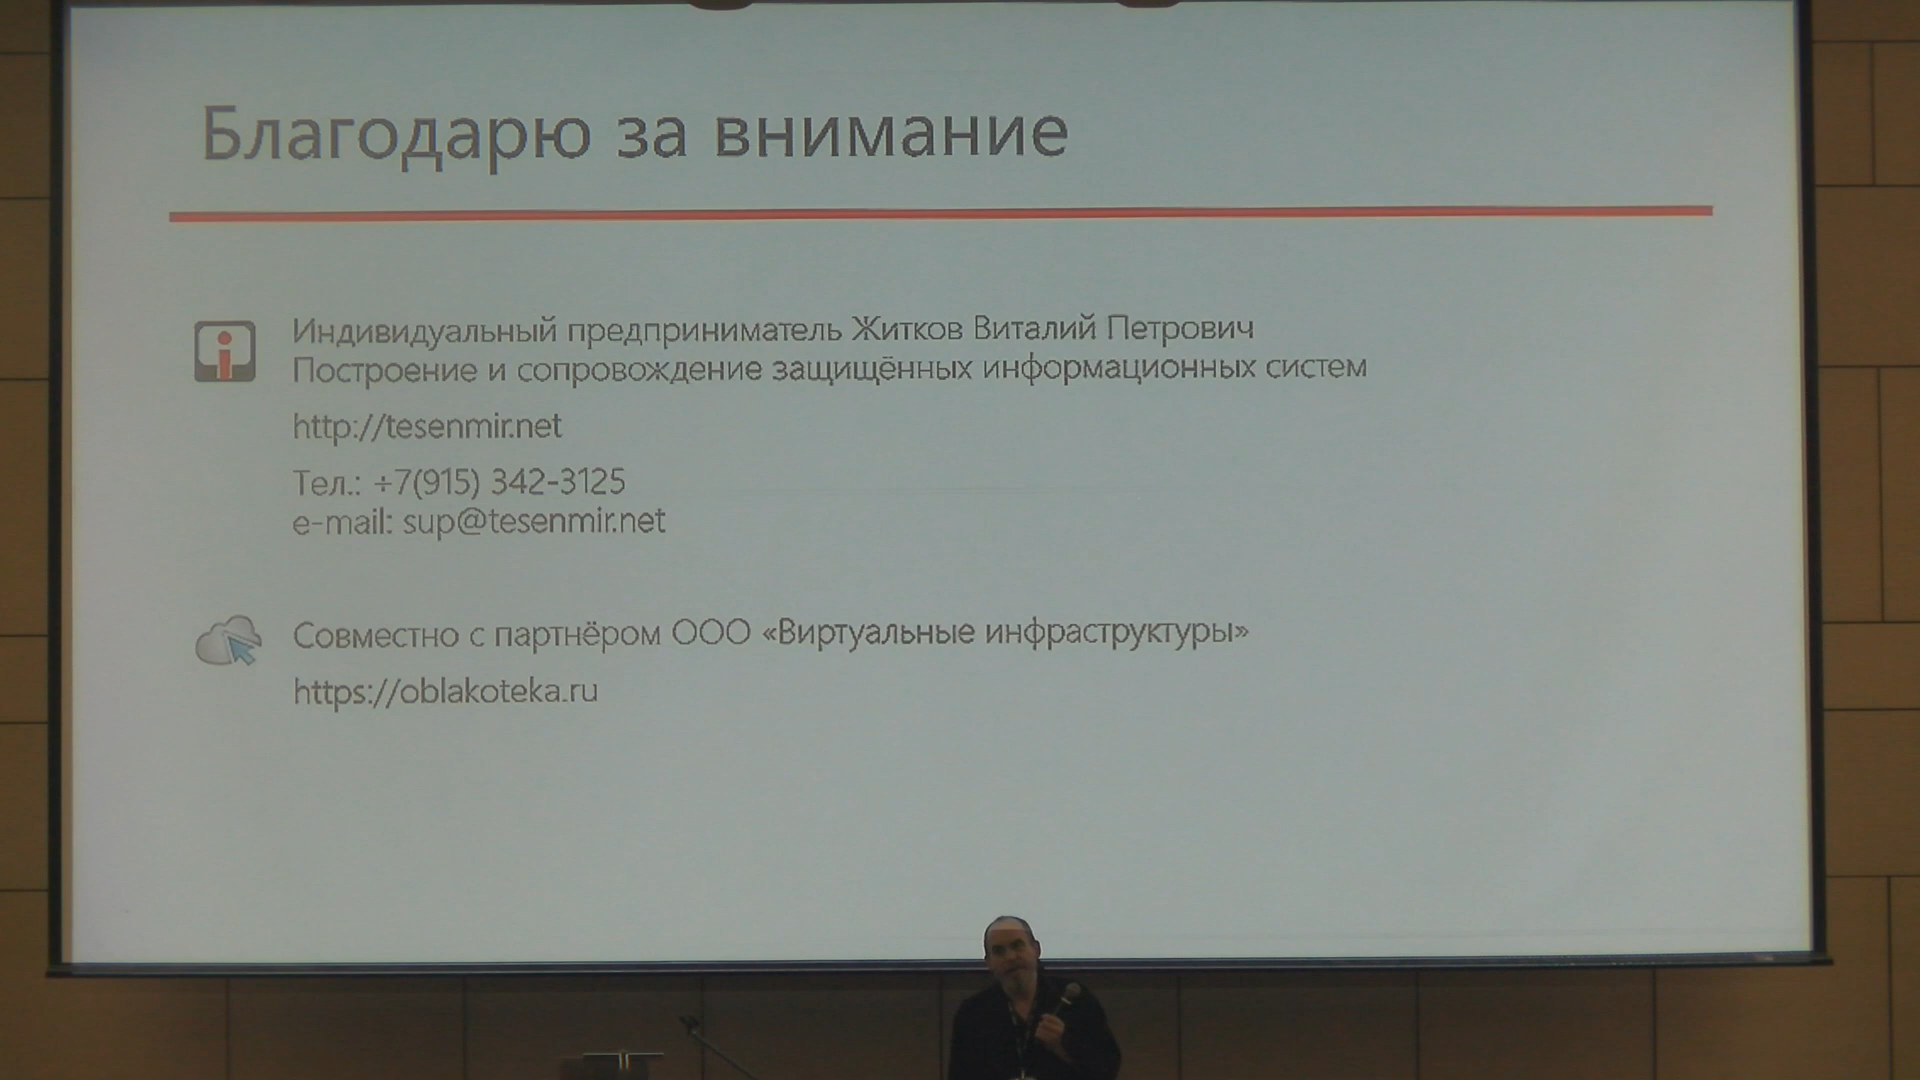 Благодарю за внимание
Индивидуальный предприниматель Житков Виталий Петрович
Построение и сопровождение защищённых информационных систем
http://tesenmir.net
Тел.: +7(915) 342-3125
e-mail: sup@tesenmir.net
Совместно с партнёром ООО «Виртуальные инфраструктуры»
https://oblakoteka.ru